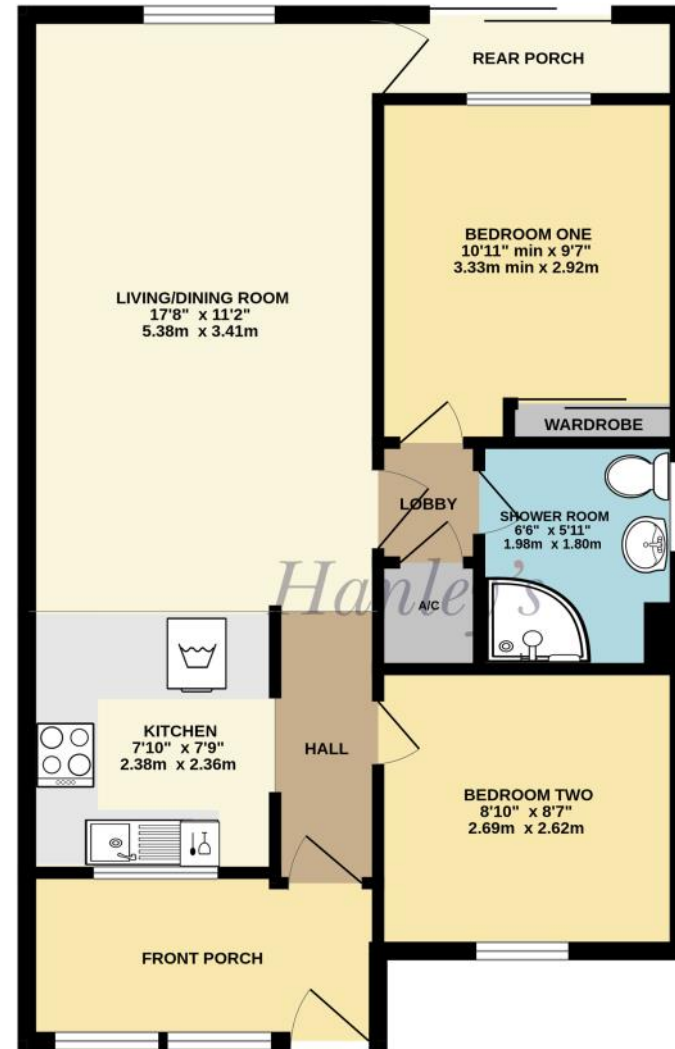 REAR PORCH
BEDROOM ONE
10'11" min x 9'7"
3.33m min x 2.92m
LIVING/DINING ROOM
17'8" x 11'2"
5.38m x 3.41m
WARDROBE
LOBBY
SHOWER ROOM
6'6" x 5'11"
1.98m x 1.80m
Hanley's
A/C
KITCHEN
7'10" x 7'9"
2.38m x 2.36m
HALL
BEDROOM TWO
8'10" x 8'7"
2.69m x 2.62m
FRONT PORCH